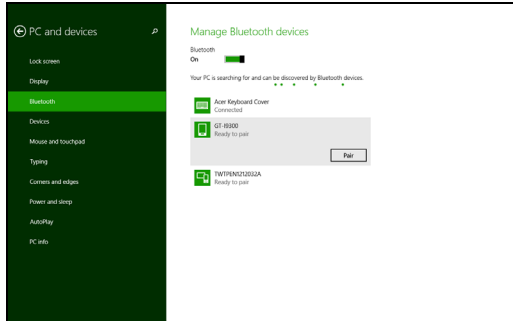 PC and devices
Lock screen
Display
Bluetooth
Devices
Mouse and touchpad
Typing
Corners and edges
Power and sleep
AutoPlay
PC info
Manage Bluetooth devices
Bluetooth
On
Your PC is searching for and can be discovered by Bluetooth devices.
Acer Keyboard Cover
Connected
GT-I9300
Ready to pair
Pair
TWTPEN1212032A
Ready to pair